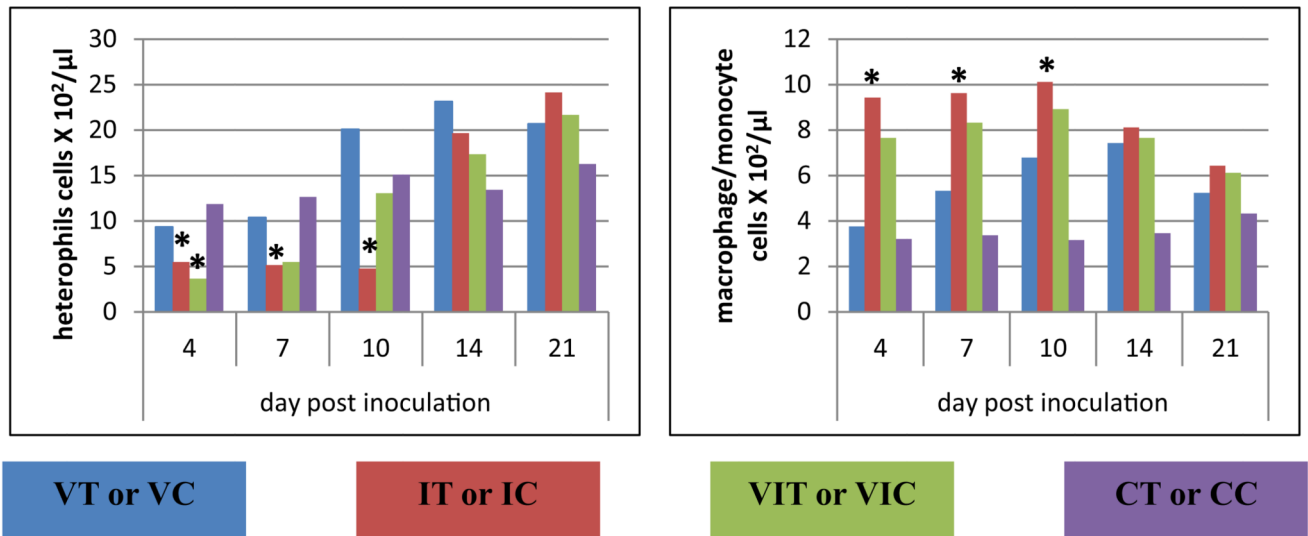 heterophils cells X 10²/µl
30
25
20
15
10
5
0
*
*
*
*
4 7 10 14 21
day post inoculation
macrophage/monocyte
cells X 10²/µl
12
10
8
6
4
2
0
*
*
*
4 7 10 14 21
day post inoculation
VT or VC
IT or IC
VIT or VIC
CT or CC